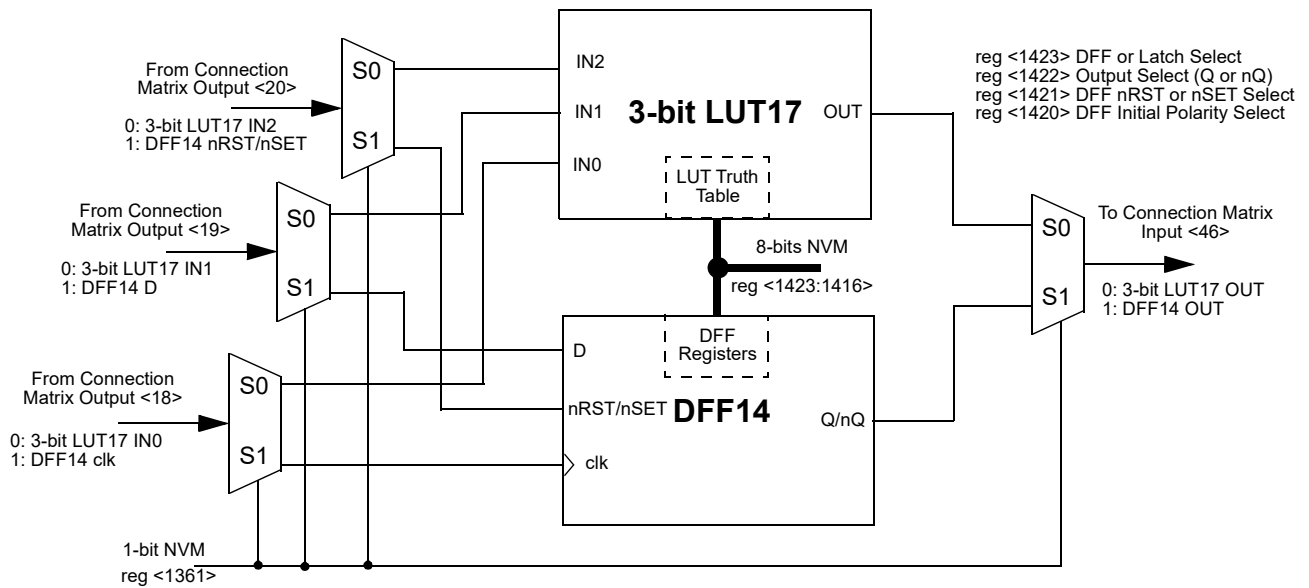 From Connection
Matrix Output <20>
0: 3-bit LUT17 IN2
1: DFF14 nRST/nSET
S0
S1
From Connection
Matrix Output <19>
0: 3-bit LUT17 IN1
1: DFF14 D
S0
S1
From Connection
Matrix Output <18>
0: 3-bit LUT17 IN0
1: DFF14 clk
S0
S1
1-bit NVM
reg <1361>
IN2
IN1
IN0
3-bit LUT17
OUT
LUT Truth
Table
8-bits NVM
reg <1423:1416>
DFF
Registers
D
nRST/nSET
clk
DFF14
Q/nQ
reg <1423> DFF or Latch Select
reg <1422> Output Select (Q or nQ)
reg <1421> DFF nRST or nSET Select
reg <1420> DFF Initial Polarity Select
S0
S1
To Connection Matrix
Input <46>
0: 3-bit LUT17 OUT
1: DFF14 OUT